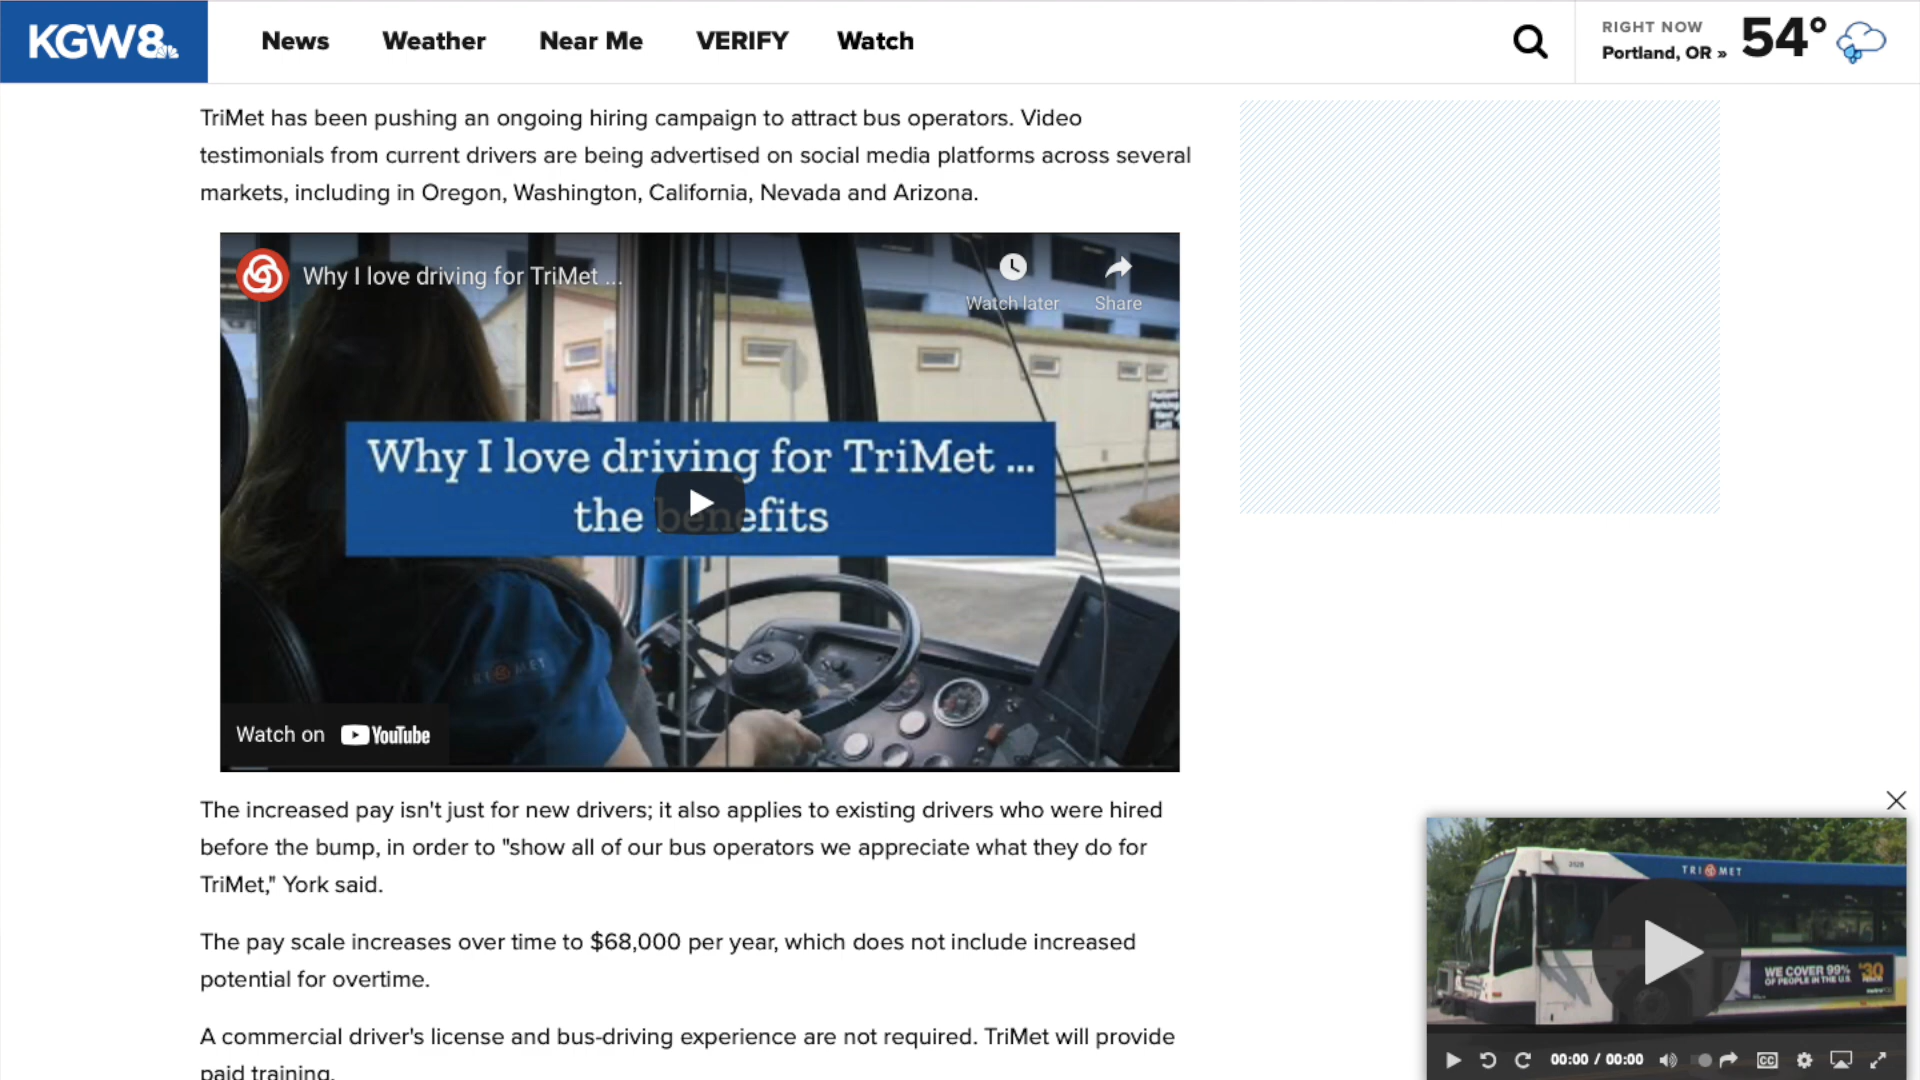 KGW8
News
Weather
Near Me
VERIFY
Watch
RIGHT NOW
Portland, OR »
54°
TriMet has been pushing an ongoing hiring campaign to attract bus operators. Video
testimonials from current drivers are being advertised on social media platforms across several
markets, including in Oregon, Washington, California, Nevada and Arizona.
Why I love driving for TriMet ...
Watch later
Share
Why I love driving for TriMet ...
the benefits
TRI MET
Watch on YouTube
The increased pay isn't just for new drivers; it also applies to existing drivers who were hired
before the bump, in order to "show all of our bus operators we appreciate what they do for
TriMet," York said.
The pay scale increases over time to $68,000 per year, which does not include increased
potential for overtime.
A commercial driver's license and bus-driving experience are not required. TriMet will provide
paid training.
TRI MET
WE COVER 99%
OF PEOPLE IN THE U.S.
$30
00:00 / 00:00
CC